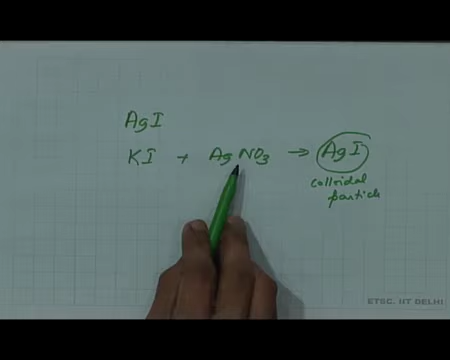 AgI
KI + AgNO3 → AgI
colloidal
particle
ETSC, IIT DELHI